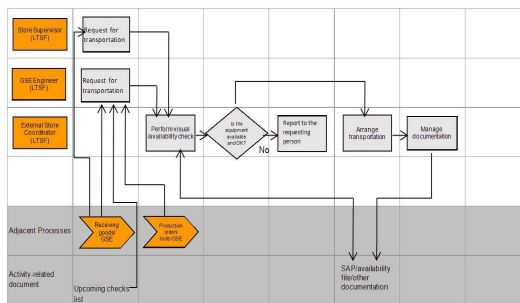 Store Supervisor
(LTSF)
Request for
transportation
GSE Engineer
(LTSF)
Request for
transportation
External Store
Coordinator
(LTSF)
Perform visual
availability check
Is the
equipment
available
and OK?
No
Report to the
requesting
person
Arrange
transportation
Manage
documentation
Adjacent Processes
Receiving
goods/
GSE
Production
orders
tools/GSE
Activity-related
document
Upcoming checks
list
SAP/availability
file/other
documentation